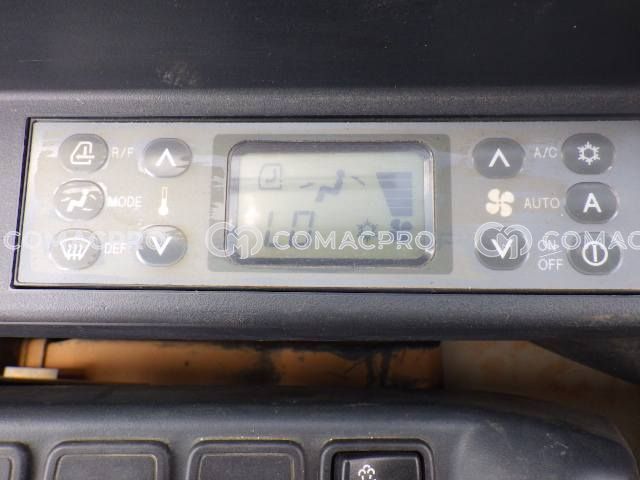 R/F
A/C
MODE
AUTO
A
LO
COMACPRO COMACPRO COMACPRO
DEF
ON/OFF